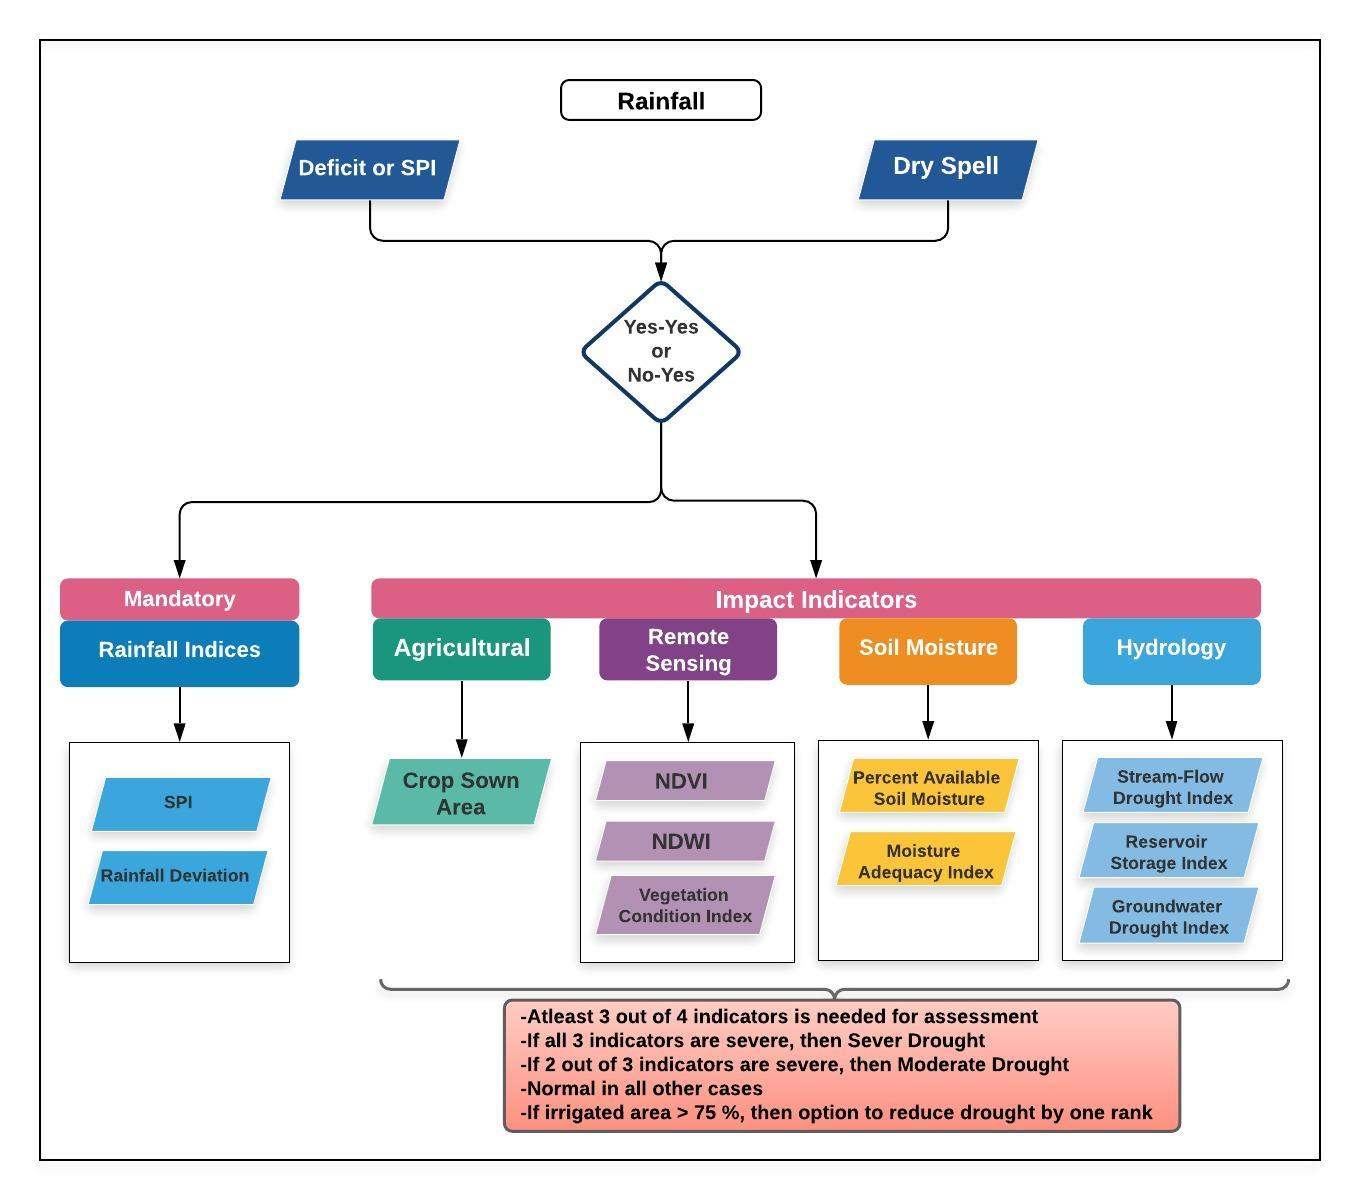 Rainfall
Deficit or SPI
Dry Spell
Yes-Yes
or
No-Yes
Mandatory
Rainfall Indices
SPI
Rainfall Deviation
Impact Indicators
Agricultural
Crop Sown
Area
Remote
Sensing
NDVI
NDWI
Vegetation
Condition Index
Soil Moisture
Percent Available
Soil Moisture
Moisture
Adequacy Index
Hydrology
Stream-Flow
Drought Index
Reservoir
Storage Index
Groundwater
Drought Index
-Atleast 3 out of 4 indicators is needed for assessment
-If all 3 indicators are severe, then Sever Drought
-If 2 out of 3 indicators are severe, then Moderate Drought
-Normal in all other cases
-If irrigated area > 75 %, then option to reduce drought by one rank